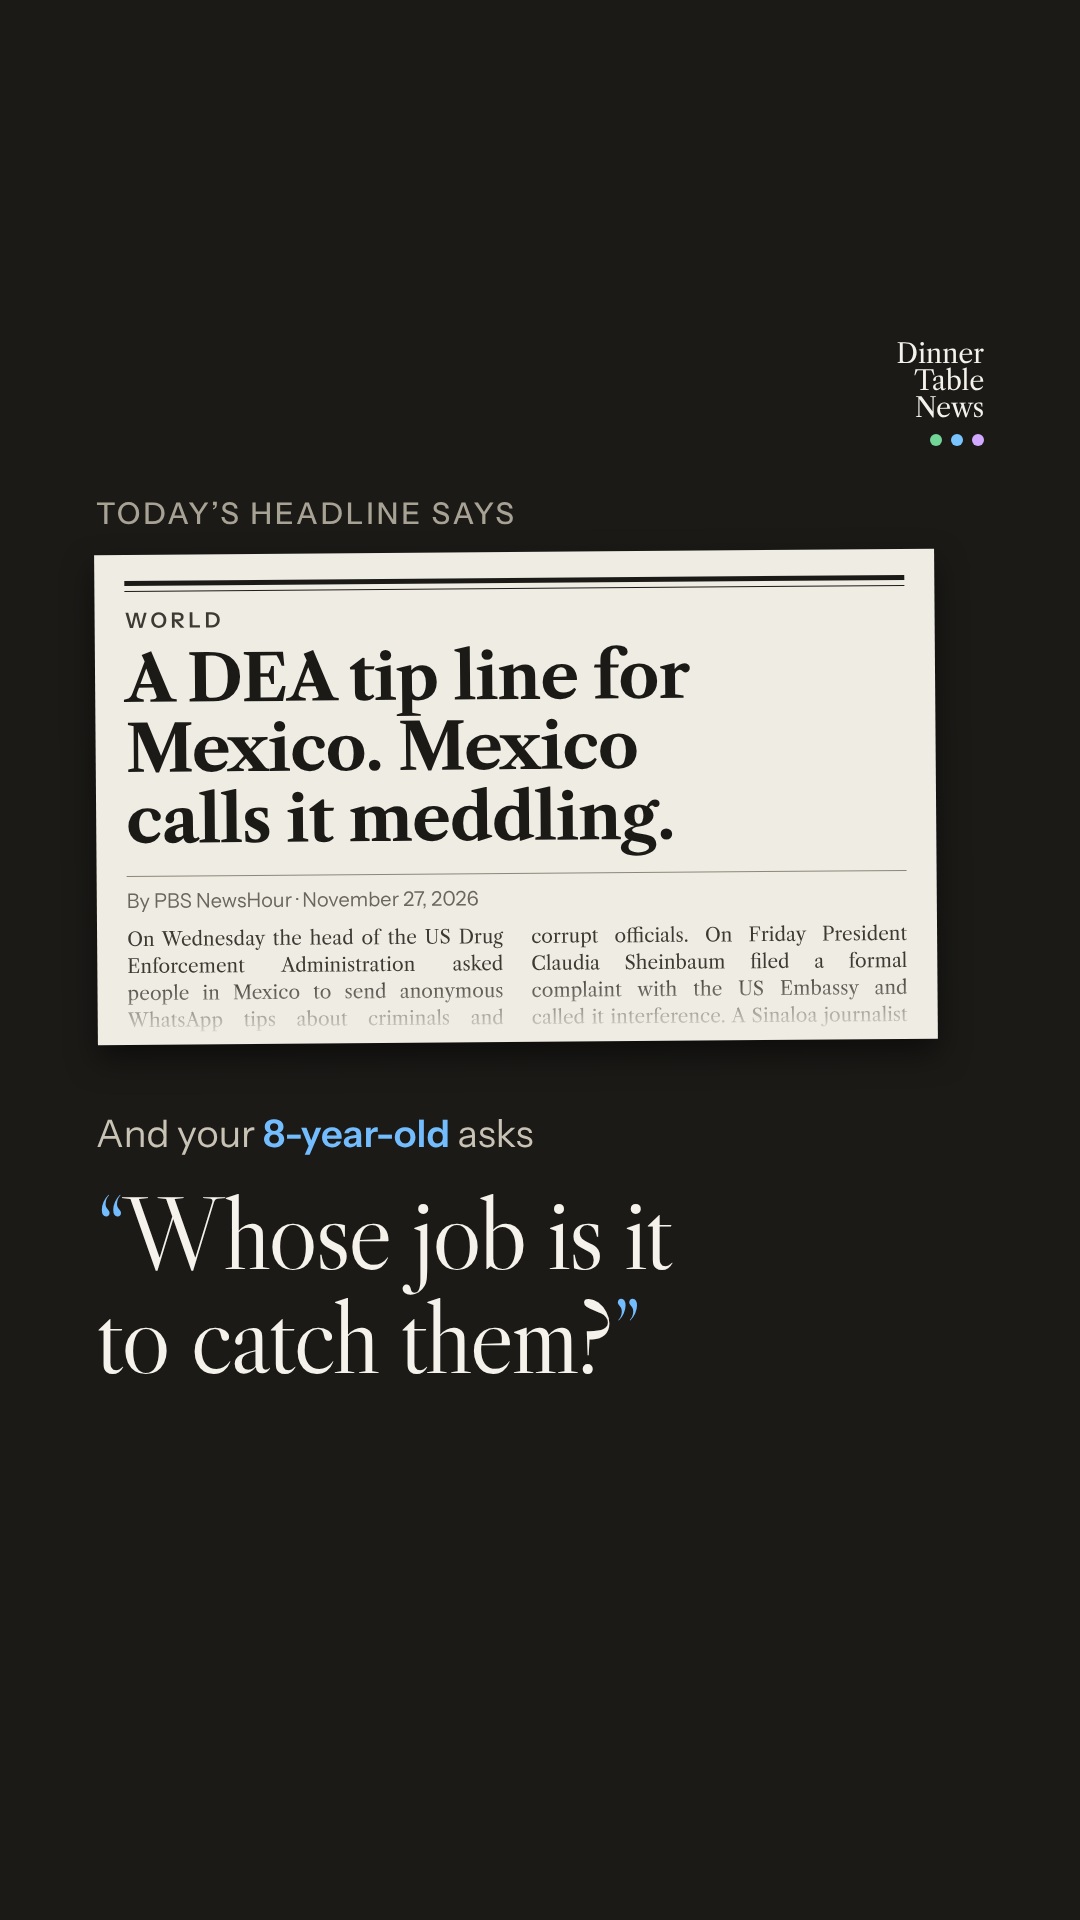 Dinner
Table
News
TODAY’S HEADLINE SAYS
WORLD
A DEA tip line for
Mexico. Mexico
calls it meddling.
By PBS NewsHour · November 27, 2026
On Wednesday the head of the US Drug
Enforcement Administration asked
people in Mexico to send anonymous
WhatsApp tips about criminals and
corrupt officials. On Friday President
Claudia Sheinbaum filed a formal
complaint with the US Embassy and
called it interference. A Sinaloa journalist
And your 8-year-old asks
“Whose job is it
to catch them?”